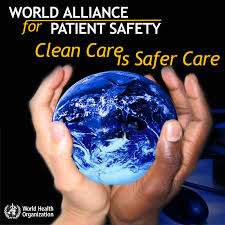 WORLD ALLIANCE
for PATIENT SAFETY
Clean Care
is Safer Care
World Health
Organization